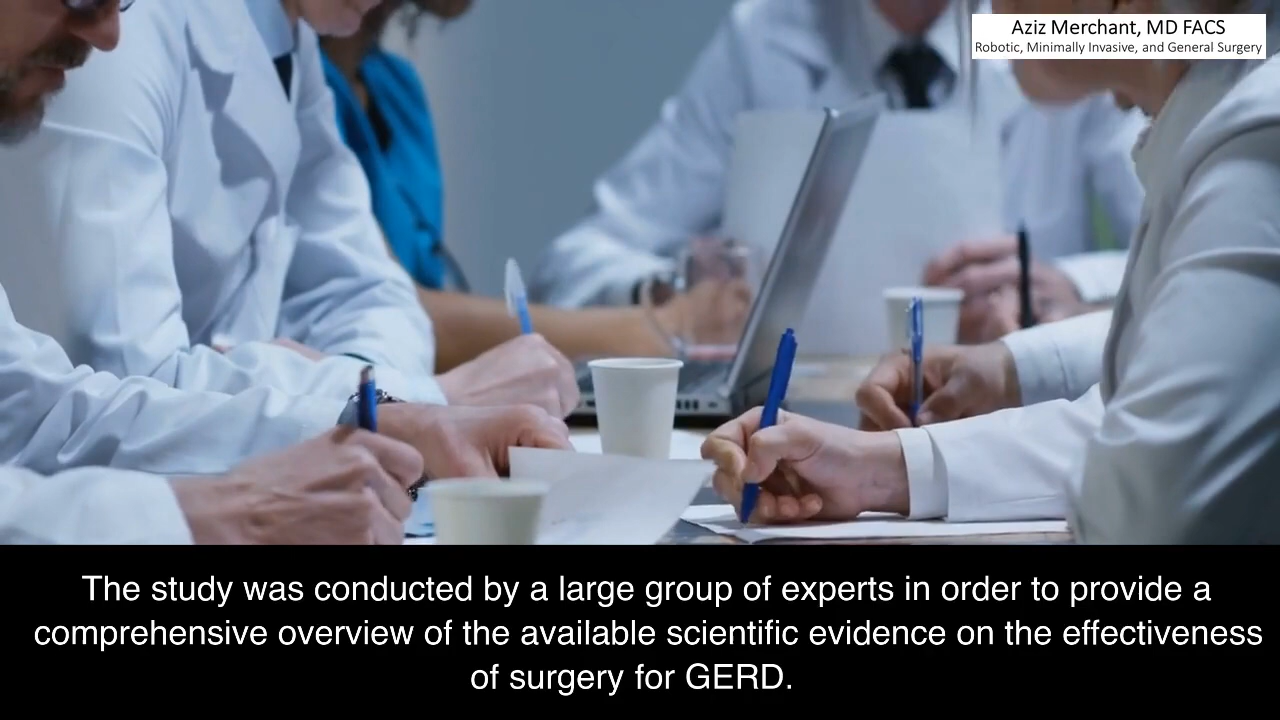 Aziz Merchant, MD FACS
Robotic, Minimally Invasive, and General Surgery
The study was conducted by a large group of experts in order to provide a
comprehensive overview of the available scientific evidence on the effectiveness
of surgery for GERD.